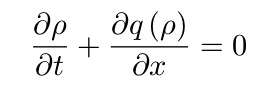 ∂ρ/∂t + ∂q (ρ)/∂x = 0